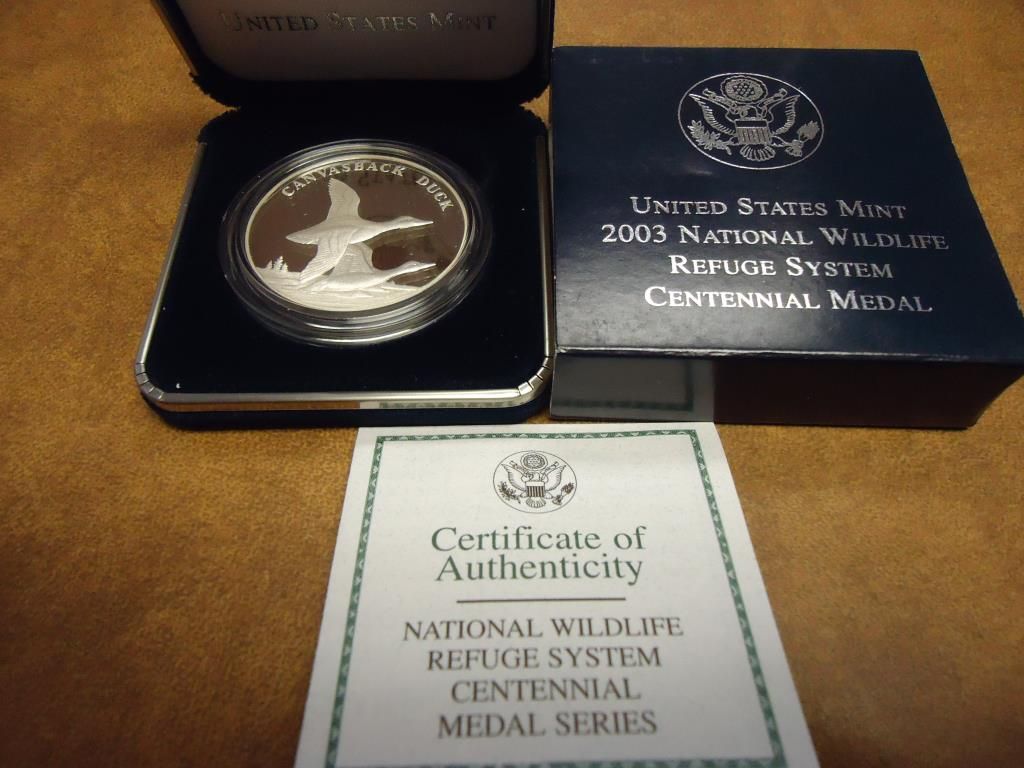 UNITED STATES MINT
CANVASBACK DUCK
UNITED STATES MINT
2003 NATIONAL WILDLIFE
REFUGE SYSTEM
CENTENNIAL MEDAL
Certificate of
Authenticity
NATIONAL WILDLIFE
REFUGE SYSTEM
CENTENNIAL
MEDAL SERIES